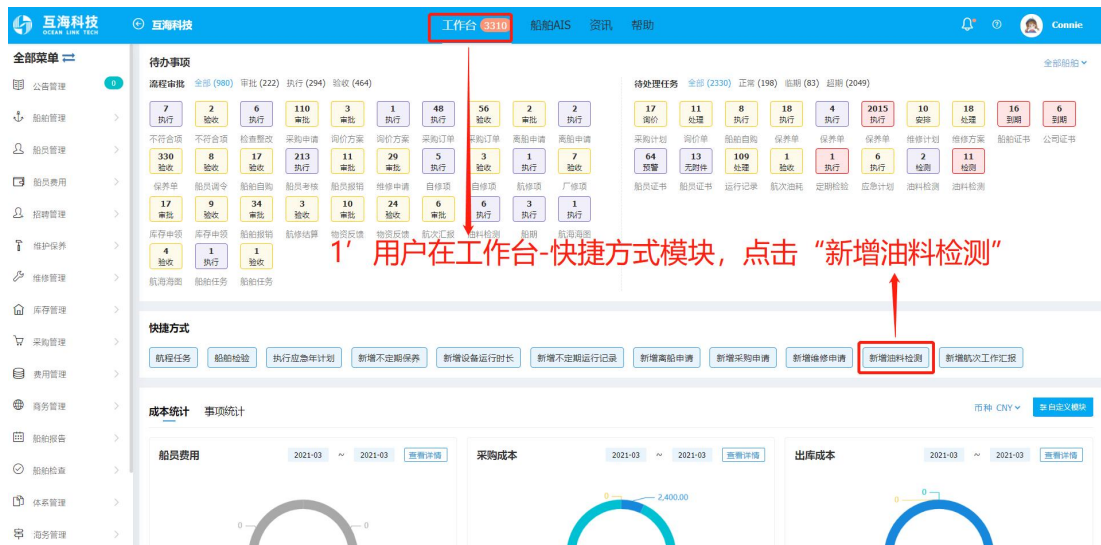 互海科技
OCEAN LINK TECH
互海科技
工作台 3310
船舶AIS
资讯
帮助
Connie
全部菜单
公告管理
0
船舶管理
船员管理
船员费用
招聘管理
维护保养
维修管理
库存管理
采购管理
费用管理
商务管理
船舶报告
船舶检查
体系管理
海务管理
待办事项
全部船舶
流程审批 全部 (980) 审批 (222) 执行 (294) 验收 (464)
7 2 6 110 3 1 48 56 2 2
执行 验收 执行 审批 审批 执行 执行 验收 审批 执行
不符合项 不符合项 检查整改 采购申请 询价方案 询价方案 采购订单 采购订单 离船申请 离船申请
330 8 17 213 11 29 5 3 1 7
验收 验收 验收 执行 审批 审批 执行 验收 执行 验收
保养单 船员调令 船舶自购 船员考核 船员报销 维修申请 自修项 自修项 航修项 厂修项
17 9 34 3 10 24 6 6 3 1
审批 验收 审批 验收 审批 验收 审批 执行 执行 执行
库存申领 库存申领 船舶报销 航修结算 物资反馈 物资反馈 航次汇报 油料检测 船期 航海海图
4 1 1
验收 执行 验收
航海海图 船舶任务 船舶任务
待处理任务 全部 (2330) 正常 (198) 临期 (83) 超期 (2049)
17 11 8 18 4 2015 10 18 16 6
询价 处理 执行 执行 执行 执行 安排 处理 到期 到期
采购计划 询价单 船舶自购 保养单 保养单 保养单 维修计划 维修方案 船舶证书 公司证书
64 13 109 1 1 6 2 11
预警 无附件 处理 验收 执行 执行 检测 检测
船员证书 船员证书 运行记录 航次油耗 定期检验 应急计划 油料检测 油料检测
1’ 用户在工作台-快捷方式模块，点击“新增油料检测”
快捷方式
航程任务 船舶检验 执行应急年计划 新增不定期保养 新增设备运行时长 新增不定期运行记录 新增离船申请 新增采购申请 新增维修申请 新增油料检测 新增航次工作汇报
成本统计 事项统计
币种 CNY
自定义模块
船员费用 2021-03 ~ 2021-03 查看详情
0 0
采购成本 2021-03 ~ 2021-03 查看详情
0 2,400.00
出库成本 2021-03 ~ 2021-03 查看详情
0 0